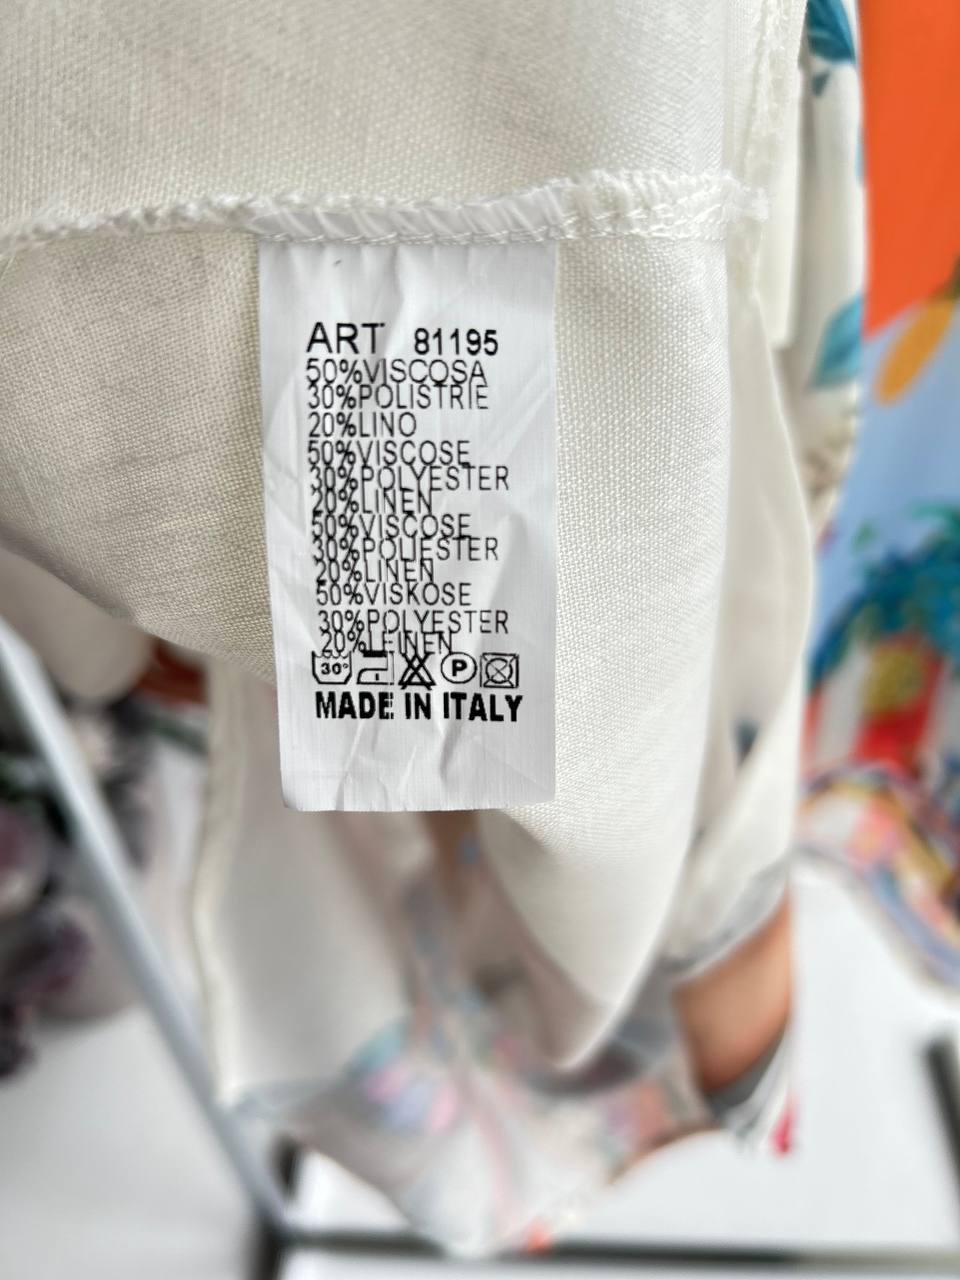 ART 81195
50%VISCOSA
30%POLISTRIE
20%LINO
50%VISCOSE
30%POLYESTER
20%LINEN
50%VISCOSE
30%POLIESTER
20%LINEN
50%VISKOSE
30%POLYESTER
20%LEINEN
30° P
MADE IN ITALY